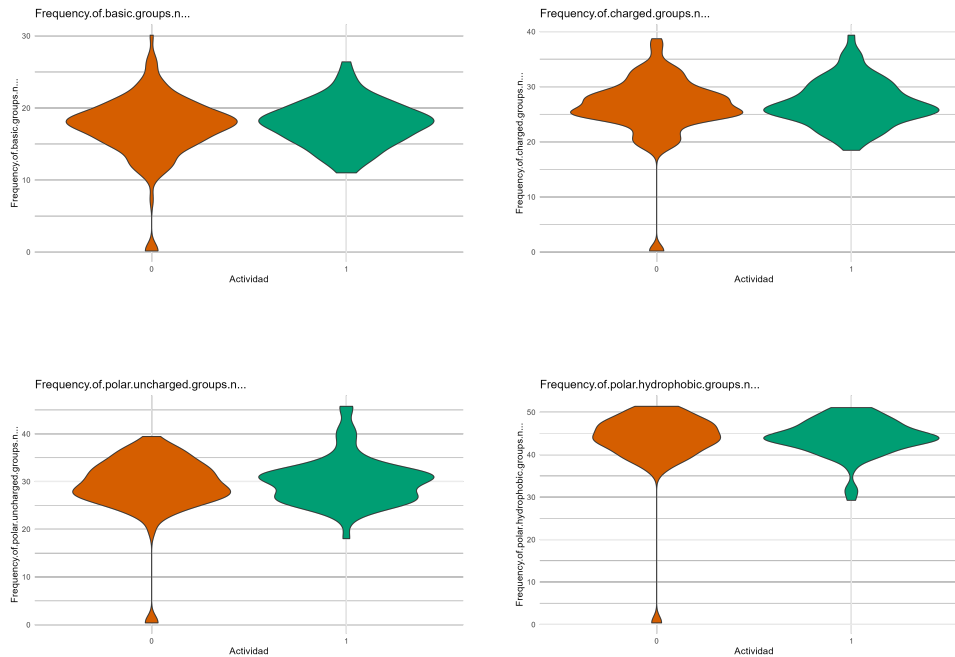 Frequency.of.basic.groups.n...
Frequency.of.basic.groups.n...
30
20
10
0
0
1
Actividad
Frequency.of.charged.groups.n...
Frequency.of.charged.groups.n...
40
30
20
10
0
0
1
Actividad
Frequency.of.polar.uncharged.groups.n...
Frequency.of.polar.uncharged.groups.n...
40
30
20
10
0
0
1
Actividad
Frequency.of.polar.hydrophobic.groups.n...
Frequency.of.polar.hydrophobic.groups.n...
50
40
30
20
10
0
0
1
Actividad